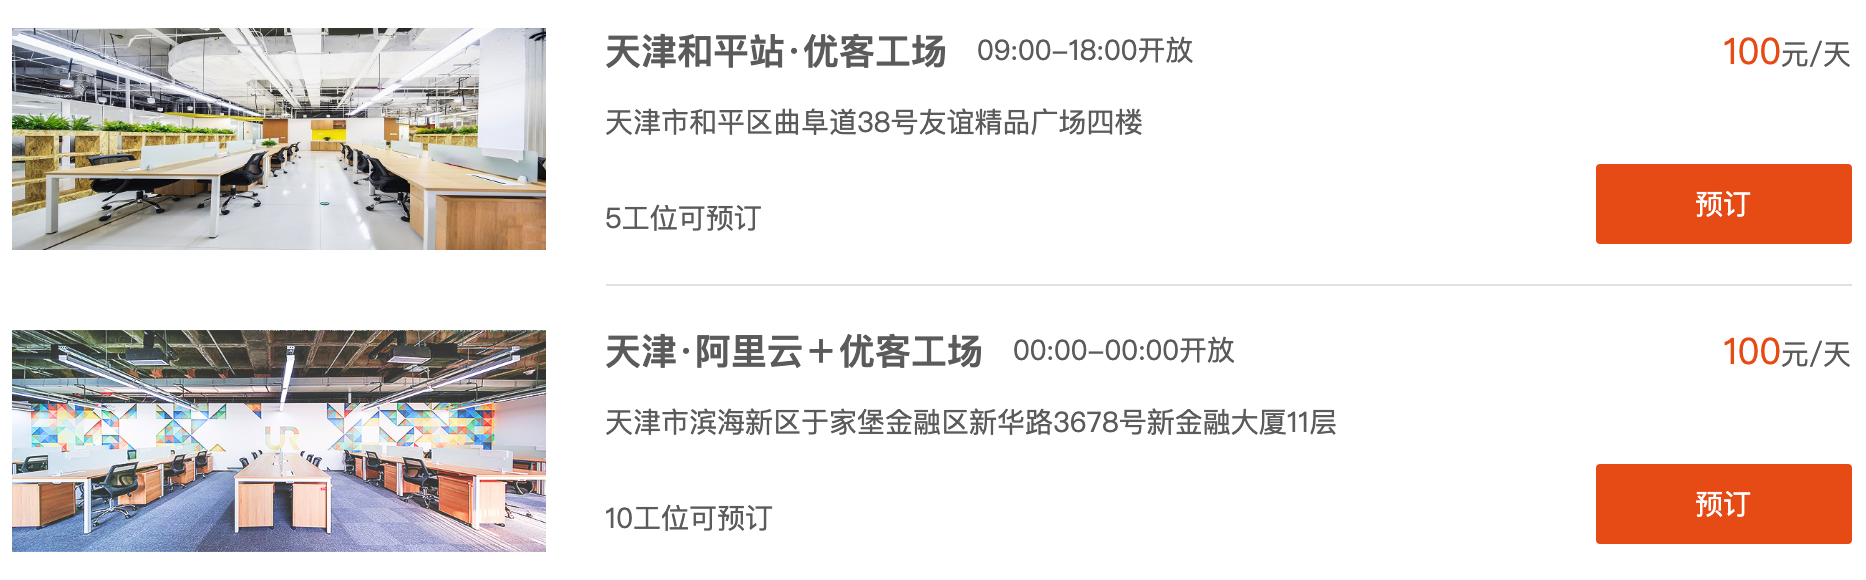 天津和平站·优客工场 09:00–18:00开放
100元/天
天津市和平区曲阜道38号友谊精品广场四楼
5工位可预订
预订
天津·阿里云＋优客工场 00:00–00:00开放
100元/天
天津市滨海新区于家堡金融区新华路3678号新金融大厦11层
10工位可预订
预订
UR